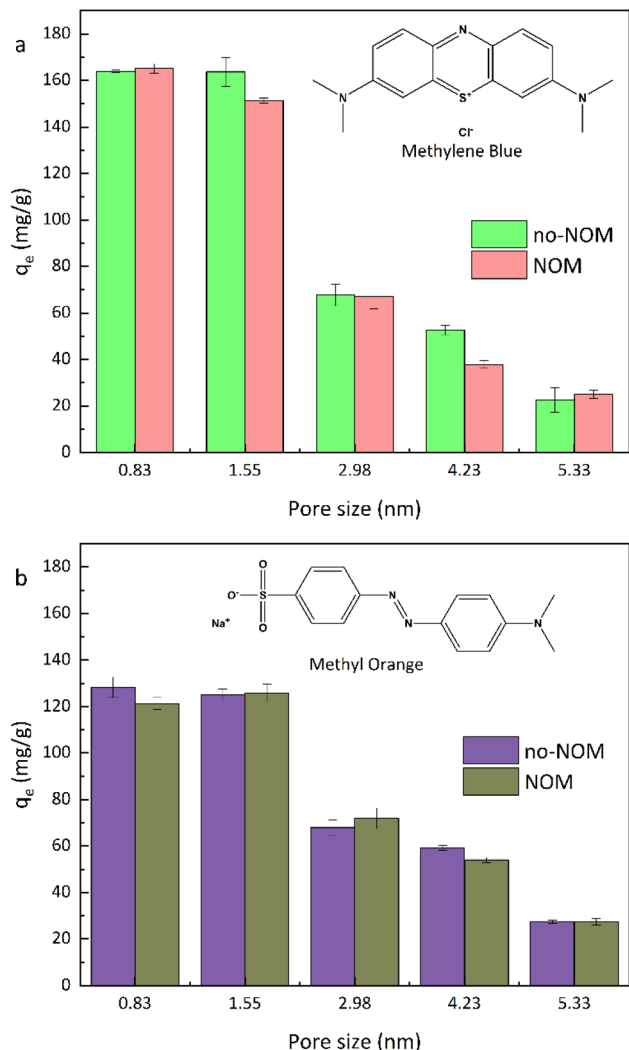 a
N
N
S⁺
N
Cl⁻
Methylene Blue
no-NOM
NOM
qₑ (mg/g)
180
160
140
120
100
80
60
40
20
0
0.83 1.55 2.98 4.23 5.33
Pore size (nm)
b
O
O⁻ S
O
Na⁺
N
N
N
Methyl Orange
no-NOM
NOM
qₑ (mg/g)
180
160
140
120
100
80
60
40
20
0
0.83 1.55 2.98 4.23 5.33
Pore size (nm)